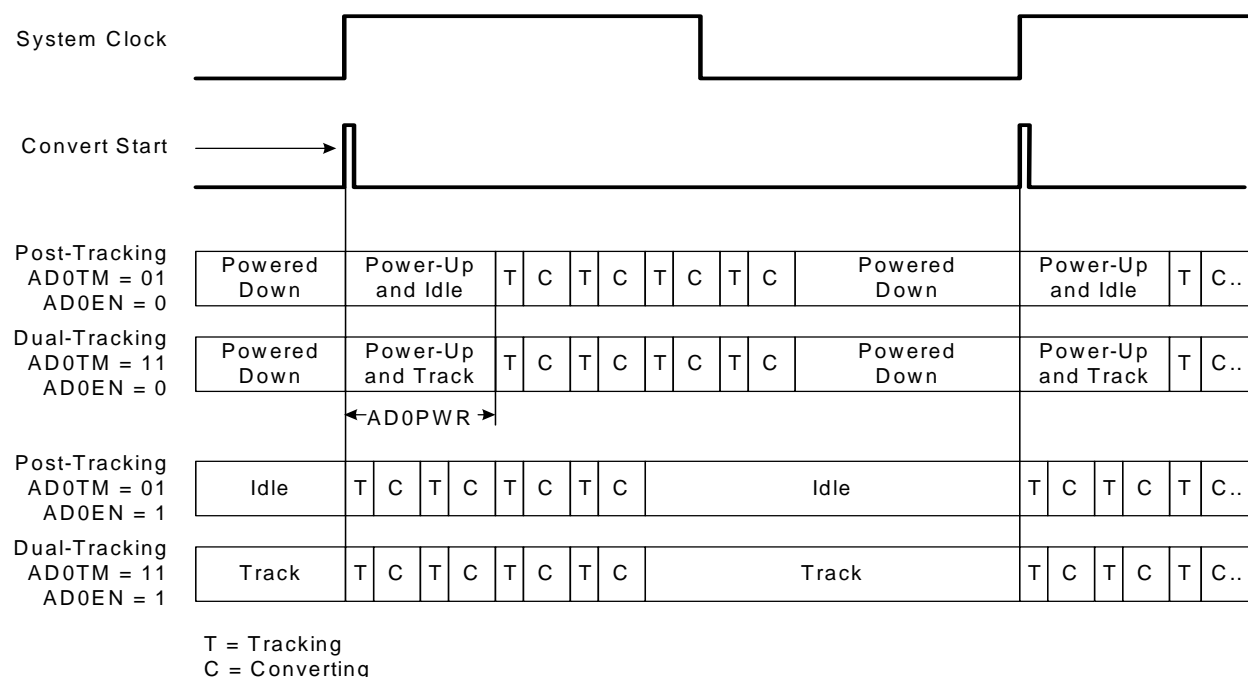 System Clock
Convert Start
Post-Tracking
AD0TM = 01
AD0EN = 0
Powered
Down
Power-Up
and Idle
T C T C T C T C
Powered
Down
Power-Up
and Idle
T C..
Dual-Tracking
AD0TM = 11
AD0EN = 0
Powered
Down
Power-Up
and Track
T C T C T C T C
Powered
Down
Power-Up
and Track
T C..
AD0PWR
Post-Tracking
AD0TM = 01
AD0EN = 1
Idle
T C T C T C T C
Idle
T C T C T C..
Dual-Tracking
AD0TM = 11
AD0EN = 1
Track
T C T C T C T C
Track
T C T C T C..
T = Tracking
C = Converting